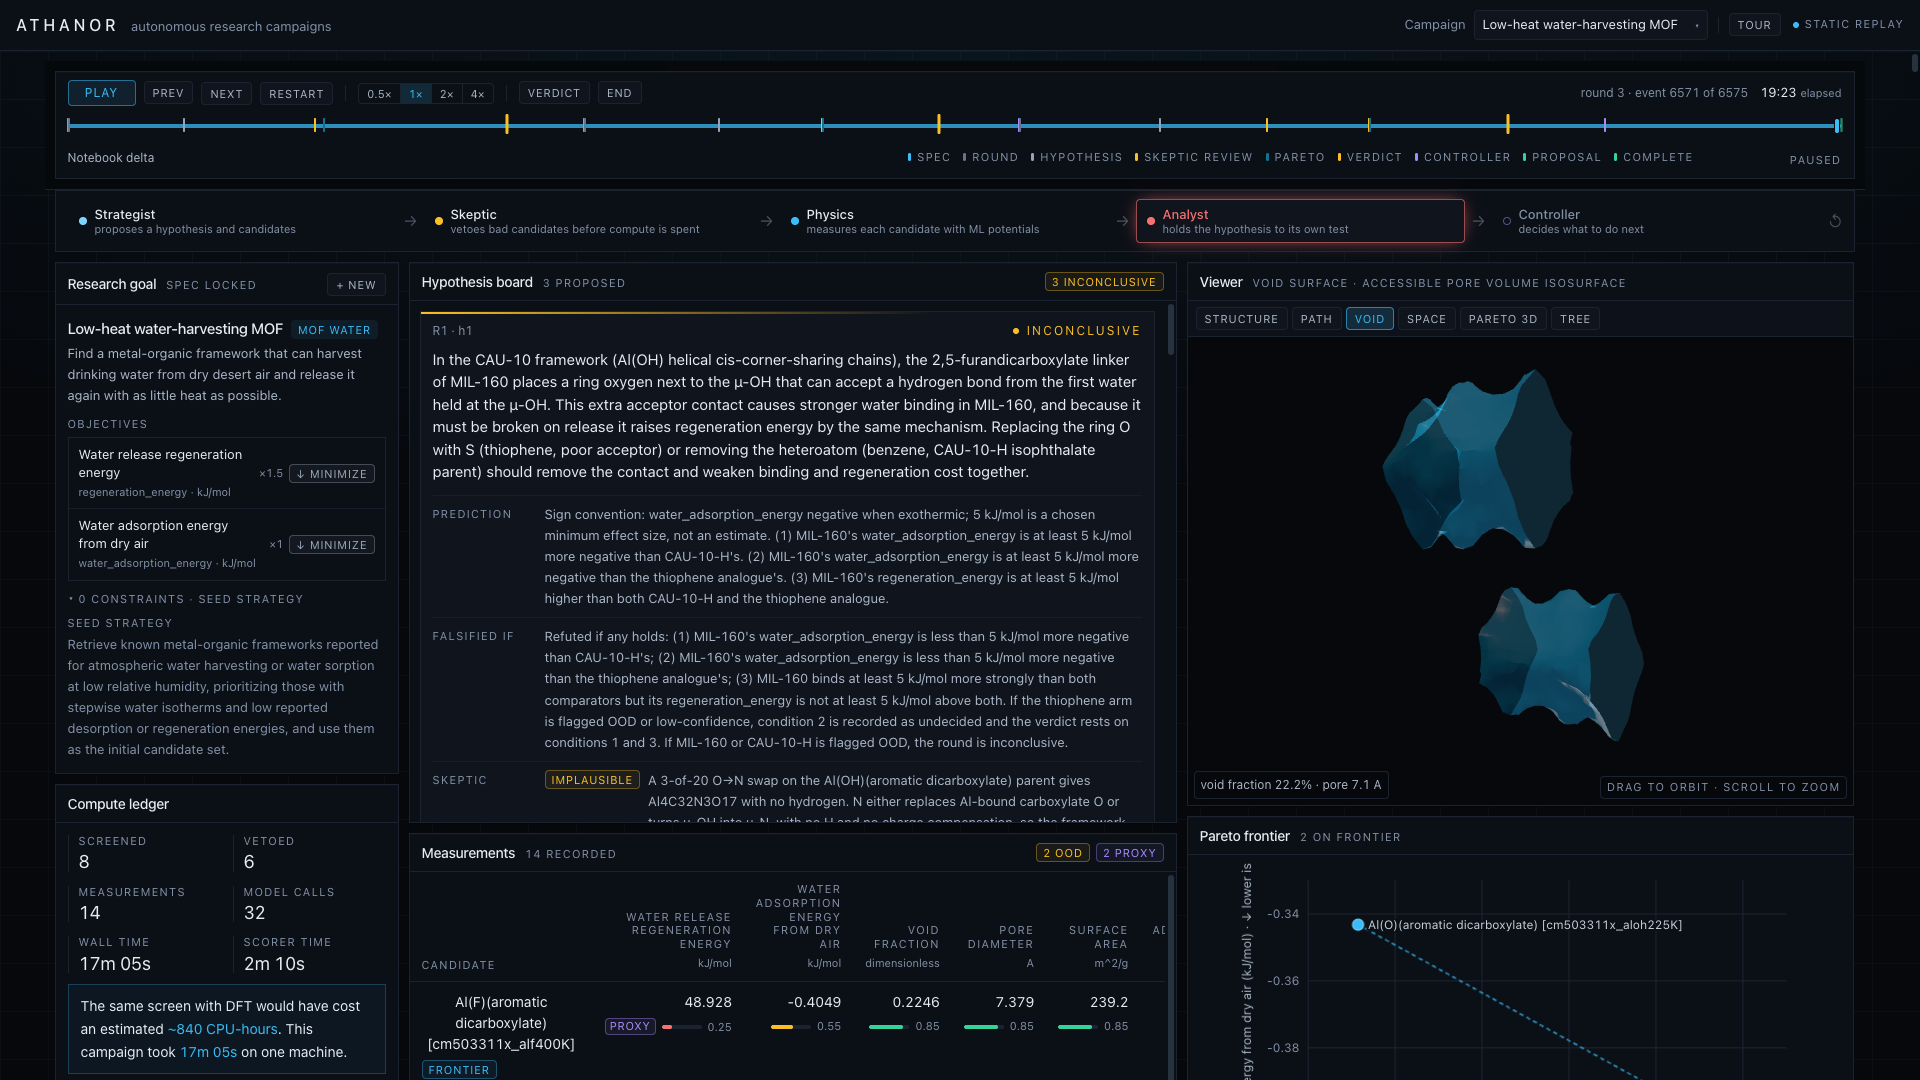 ATHANOR autonomous research campaigns
Campaign Low-heat water-harvesting MOF TOUR STATIC REPLAY
PLAY PREV NEXT RESTART 0.5× 1× 2× 4× VERDICT END
round 3 · event 6571 of 6575 19:23 elapsed
Notebook delta
SPEC ROUND HYPOTHESIS SKEPTIC REVIEW PARETO VERDICT CONTROLLER PROPOSAL COMPLETE
PAUSED
Strategist
proposes a hypothesis and candidates
→
Skeptic
vetoes bad candidates before compute is spent
→
Physics
measures each candidate with ML potentials
→
Analyst
holds the hypothesis to its own test
→
Controller
decides what to do next
Research goal SPEC LOCKED + NEW
Low-heat water-harvesting MOF MOF WATER
Find a metal-organic framework that can harvest
drinking water from dry desert air and release it
again with as little heat as possible.
OBJECTIVES
Water release regeneration
energy
regeneration_energy · kJ/mol
×1.5 ↓ MINIMIZE
Water adsorption energy
from dry air
water_adsorption_energy · kJ/mol
×1 ↓ MINIMIZE
0 CONSTRAINTS · SEED STRATEGY
SEED STRATEGY
Retrieve known metal-organic frameworks reported
for atmospheric water harvesting or water sorption
at low relative humidity, prioritizing those with
stepwise water isotherms and low reported
desorption or regeneration energies, and use them
as the initial candidate set.
Compute ledger
SCREENED
8
VETOED
6
MEASUREMENTS
14
MODEL CALLS
32
WALL TIME
17m 05s
SCORER TIME
2m 10s
The same screen with DFT would have cost
an estimated ~840 CPU-hours. This
campaign took 17m 05s on one machine.
Hypothesis board 3 PROPOSED 3 INCONCLUSIVE
R1 · h1 INCONCLUSIVE
In the CAU-10 framework (Al(OH) helical cis-corner-sharing chains), the 2,5-furandicarboxylate linker
of MIL-160 places a ring oxygen next to the μ-OH that can accept a hydrogen bond from the first water
held at the μ-OH. This extra acceptor contact causes stronger water binding in MIL-160, and because it
must be broken on release it raises regeneration energy by the same mechanism. Replacing the ring O
with S (thiophene, poor acceptor) or removing the heteroatom (benzene, CAU-10-H isophthalate
parent) should remove the contact and weaken binding and regeneration cost together.
PREDICTION
Sign convention: water_adsorption_energy negative when exothermic; 5 kJ/mol is a chosen
minimum effect size, not an estimate. (1) MIL-160's water_adsorption_energy is at least 5 kJ/mol
more negative than CAU-10-H's. (2) MIL-160's water_adsorption_energy is at least 5 kJ/mol more
negative than the thiophene analogue's. (3) MIL-160's regeneration_energy is at least 5 kJ/mol
higher than both CAU-10-H and the thiophene analogue.
FALSIFIED IF
Refuted if any holds: (1) MIL-160's water_adsorption_energy is less than 5 kJ/mol more negative
than CAU-10-H's; (2) MIL-160's water_adsorption_energy is less than 5 kJ/mol more negative
than the thiophene analogue's; (3) MIL-160 binds at least 5 kJ/mol more strongly than both
comparators but its regeneration_energy is not at least 5 kJ/mol above both. If the thiophene arm
is flagged OOD or low-confidence, condition 2 is recorded as undecided and the verdict rests on
conditions 1 and 3. If MIL-160 or CAU-10-H is flagged OOD, the round is inconclusive.
SKEPTIC
IMPLAUSIBLE A 3-of-20 O→N swap on the Al(OH)(aromatic dicarboxylate) parent gives
Al4C32N3O17 with no hydrogen. N either replaces Al-bound carboxylate O or
turns μ-OH into μ-N, with no H and no charge compensation, so the framework
Measurements 14 RECORDED 2 OOD 2 PROXY
CANDIDATE
WATER RELEASE
REGENERATION
ENERGY
kJ/mol
WATER
ADSORPTION
ENERGY
FROM DRY
AIR
kJ/mol
VOID
FRACTION
dimensionless
PORE
DIAMETER
A
SURFACE
AREA
m^2/g
Al(F)(aromatic
dicarboxylate)
[cm503311x_alf400K]
FRONTIER
48.928 -0.4049 0.2246 7.379 239.2
PROXY 0.25 0.55 0.85 0.85 0.85
Viewer VOID SURFACE · ACCESSIBLE PORE VOLUME ISOSURFACE
STRUCTURE PATH VOID SPACE PARETO 3D TREE
void fraction 22.2% · pore 7.1 A
DRAG TO ORBIT · SCROLL TO ZOOM
Pareto frontier 2 ON FRONTIER
energy from dry air (kJ/mol) · ↓ lower is
-0.34
-0.36
-0.38
Al(O)(aromatic dicarboxylate) [cm503311x_aloh225K]